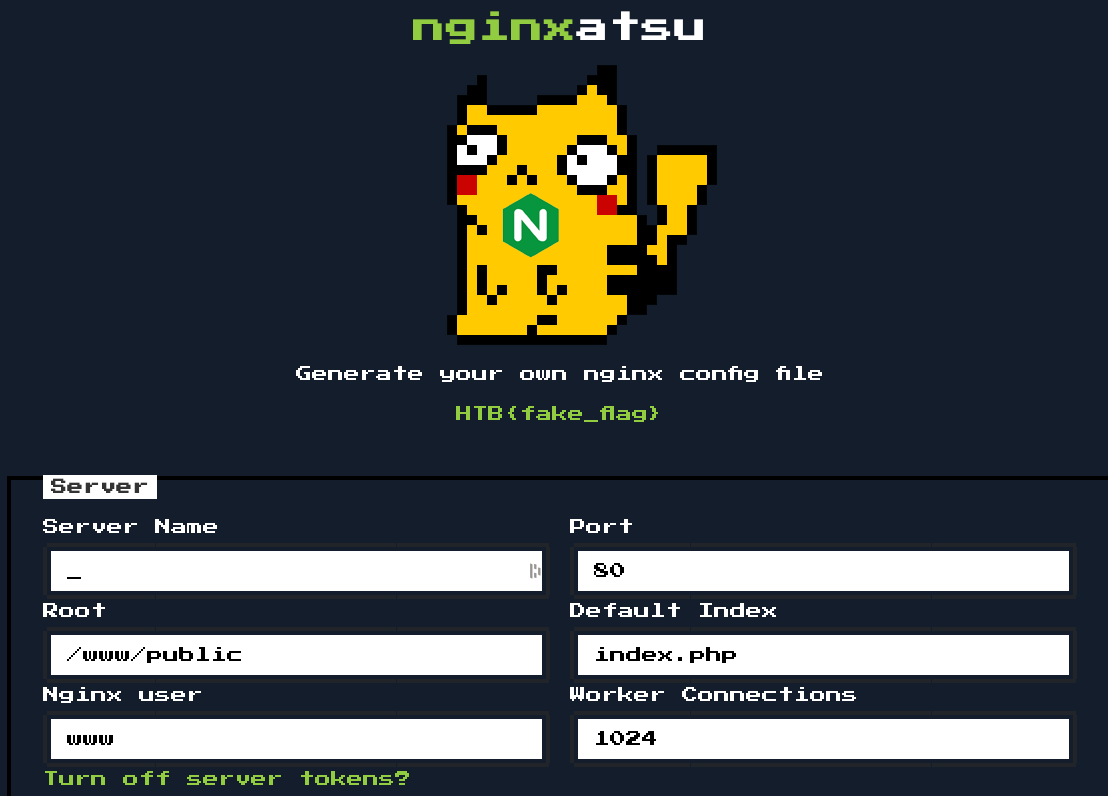 nginxatsu
N
Generate your own nginx config file
HTB{fake_flag}
Server
Server Name
Port
_
80
Root
Default Index
/www/public
index.php
Nginx user
Worker Connections
www
1024
Turn off server tokens?